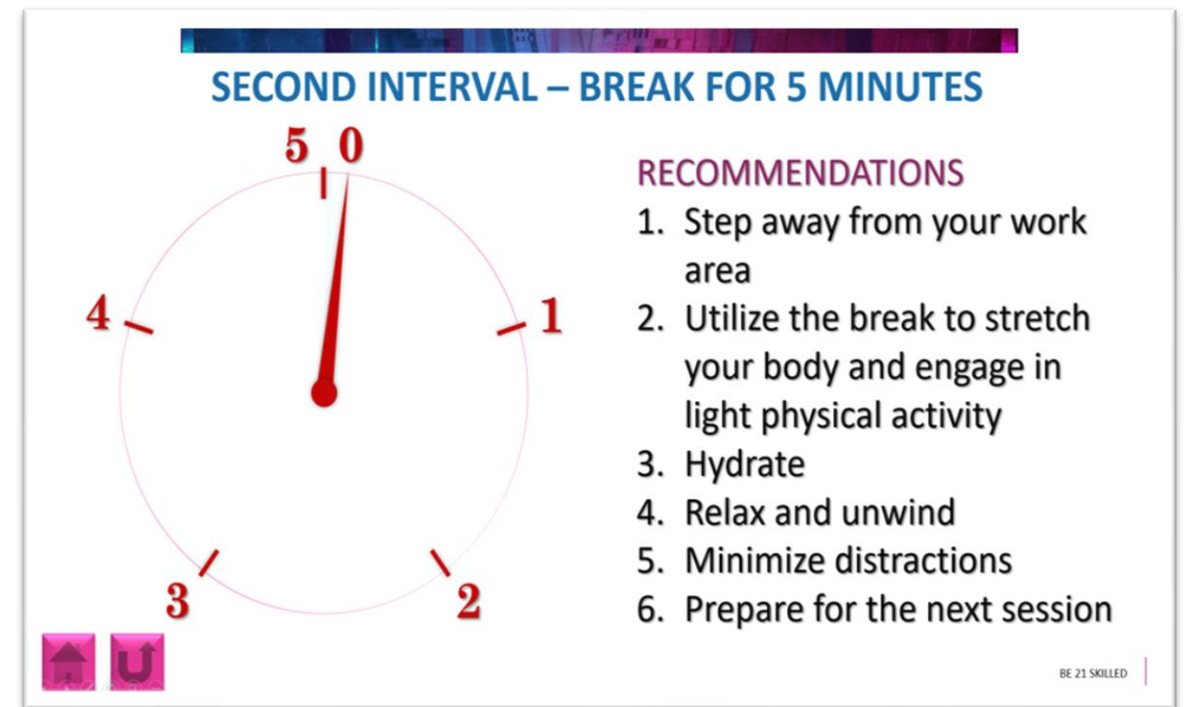 SECOND INTERVAL – BREAK FOR 5 MINUTES
5 0
1
2
3
4
RECOMMENDATIONS
1. Step away from your work
area
2. Utilize the break to stretch
your body and engage in
light physical activity
3. Hydrate
4. Relax and unwind
5. Minimize distractions
6. Prepare for the next session
BE 21 SKILLED